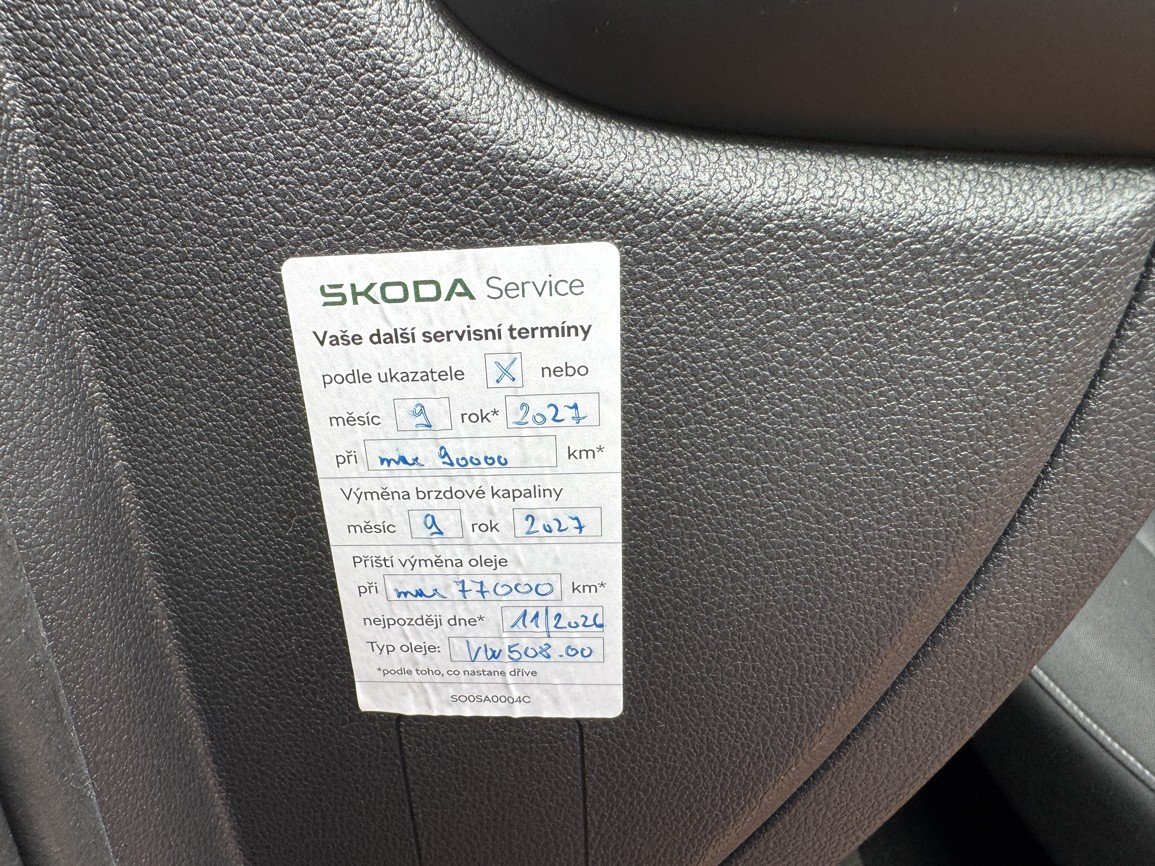 ŠKODA Service
Vaše další servisní termíny
podle ukazatele X nebo
měsíc 9 rok* 2027
při max 90000 km*
Výměna brzdové kapaliny
měsíc 9 rok 2027
Příští výměna oleje
při max 77000 km*
nejpozději dne* 11/2026
Typ oleje: VW508.00
*podle toho, co nastane dříve
SO0SA0004C